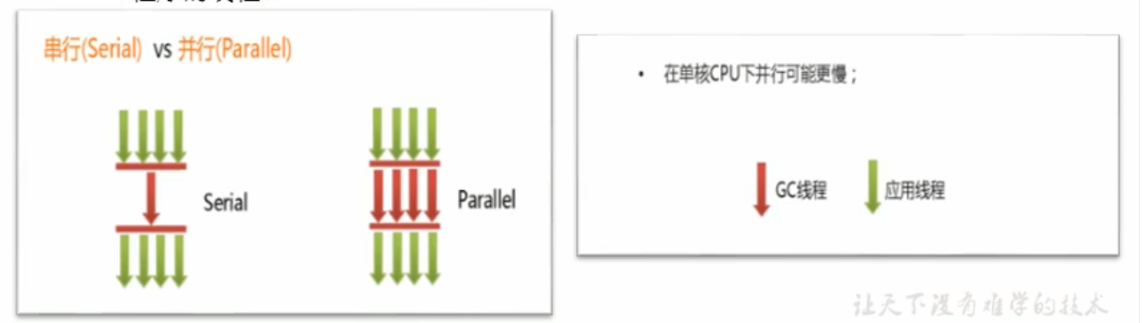 串行(Serial) vs 并行(Parallel)
Serial
Parallel
• 在单核CPU下并行可能更慢；
GC线程
应用线程
让天下没有难学的技术